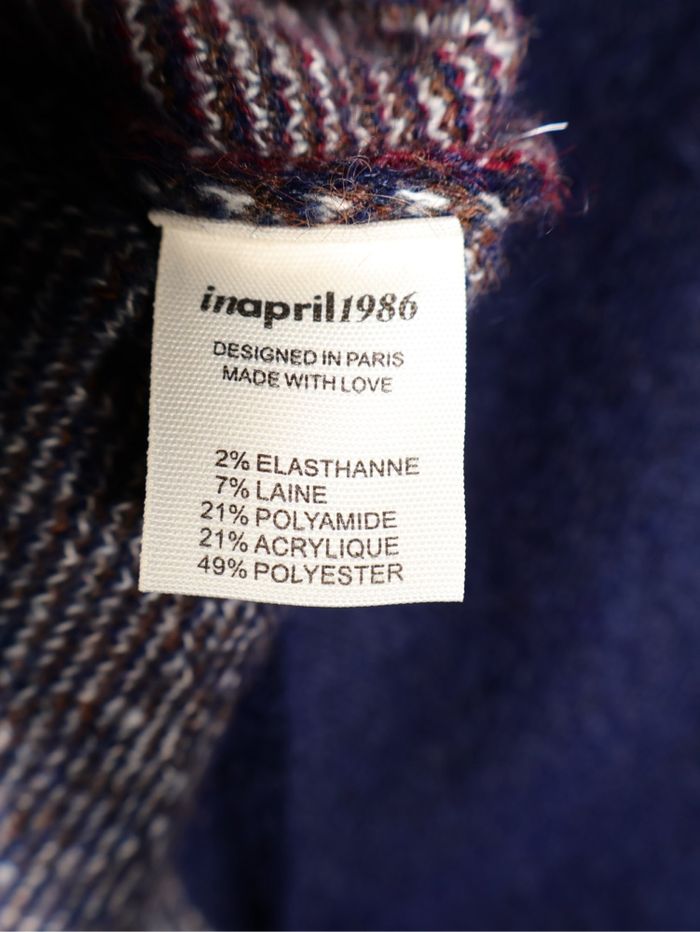 inapril1986
DESIGNED IN PARIS
MADE WITH LOVE
2% ELASTHANNE
7% LAINE
21% POLYAMIDE
21% ACRYLIQUE
49% POLYESTER